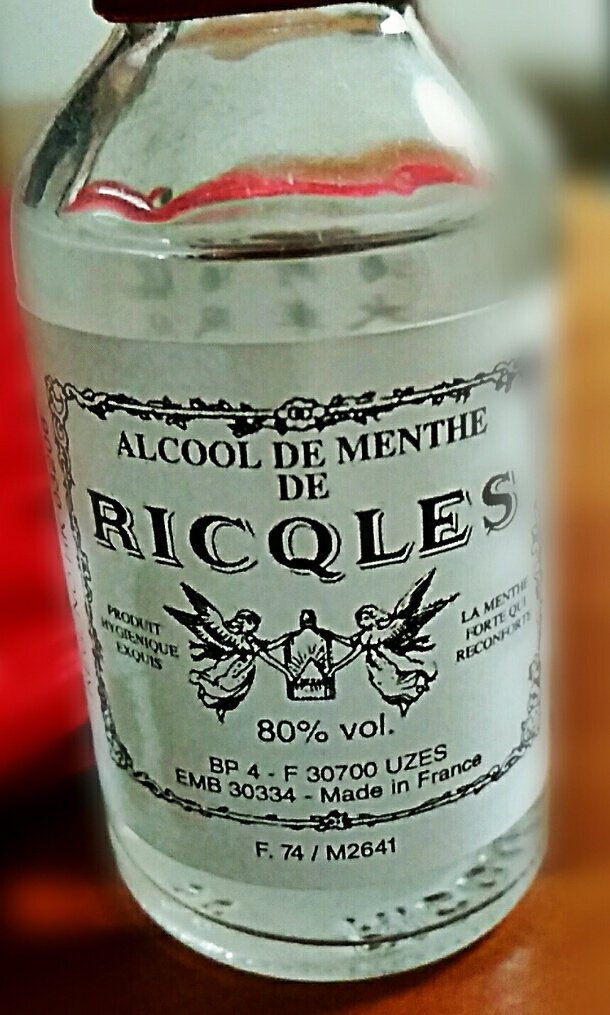 ALCOOL DE MENTHE
DE
RICQLES
PRODUIT
HYGIENIQUE
EXQUIS
LA MENTHE
FORTE QUI
RECONFORTE
80% vol.
BP 4 - F 30700 UZES
EMB 30334 - Made in France
F. 74 / M2641